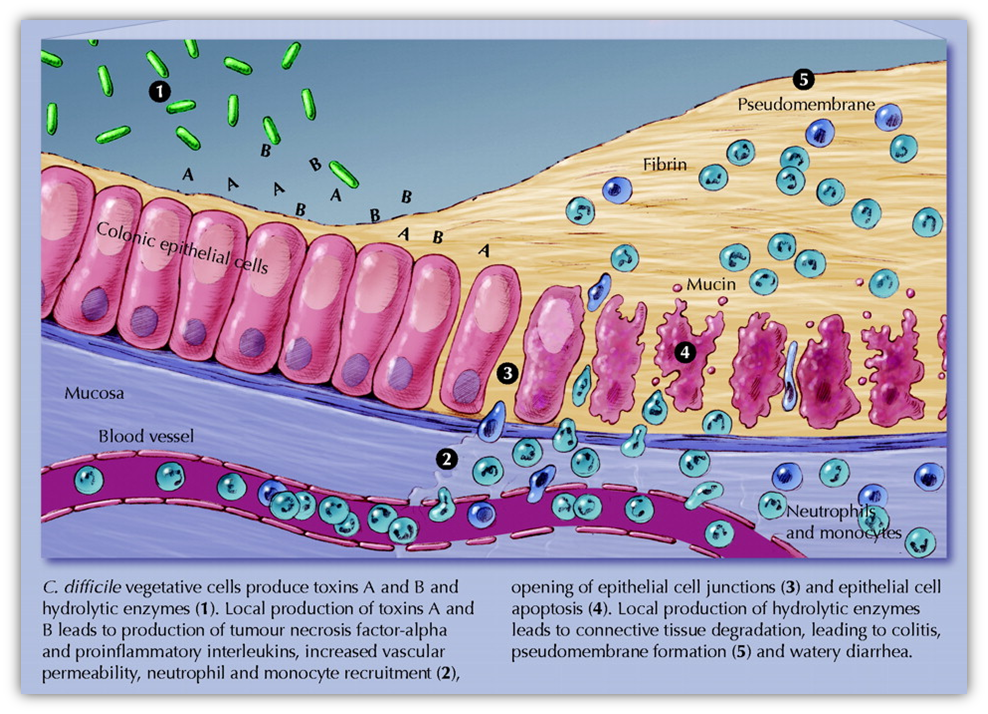 1
5
Pseudomembrane
B
B
Fibrin
A
A
A
A
B
B
B
A
B
A
Colonic epithelial cells
Mucin
4
3
Mucosa
Blood vessel
2
Neutrophils
and monocytes
C. difficile vegetative cells produce toxins A and B and
hydrolytic enzymes (1). Local production of toxins A and
B leads to production of tumour necrosis factor-alpha
and proinflammatory interleukins, increased vascular
permeability, neutrophil and monocyte recruitment (2),
opening of epithelial cell junctions (3) and epithelial cell
apoptosis (4). Local production of hydrolytic enzymes
leads to connective tissue degradation, leading to colitis,
pseudomembrane formation (5) and watery diarrhea.